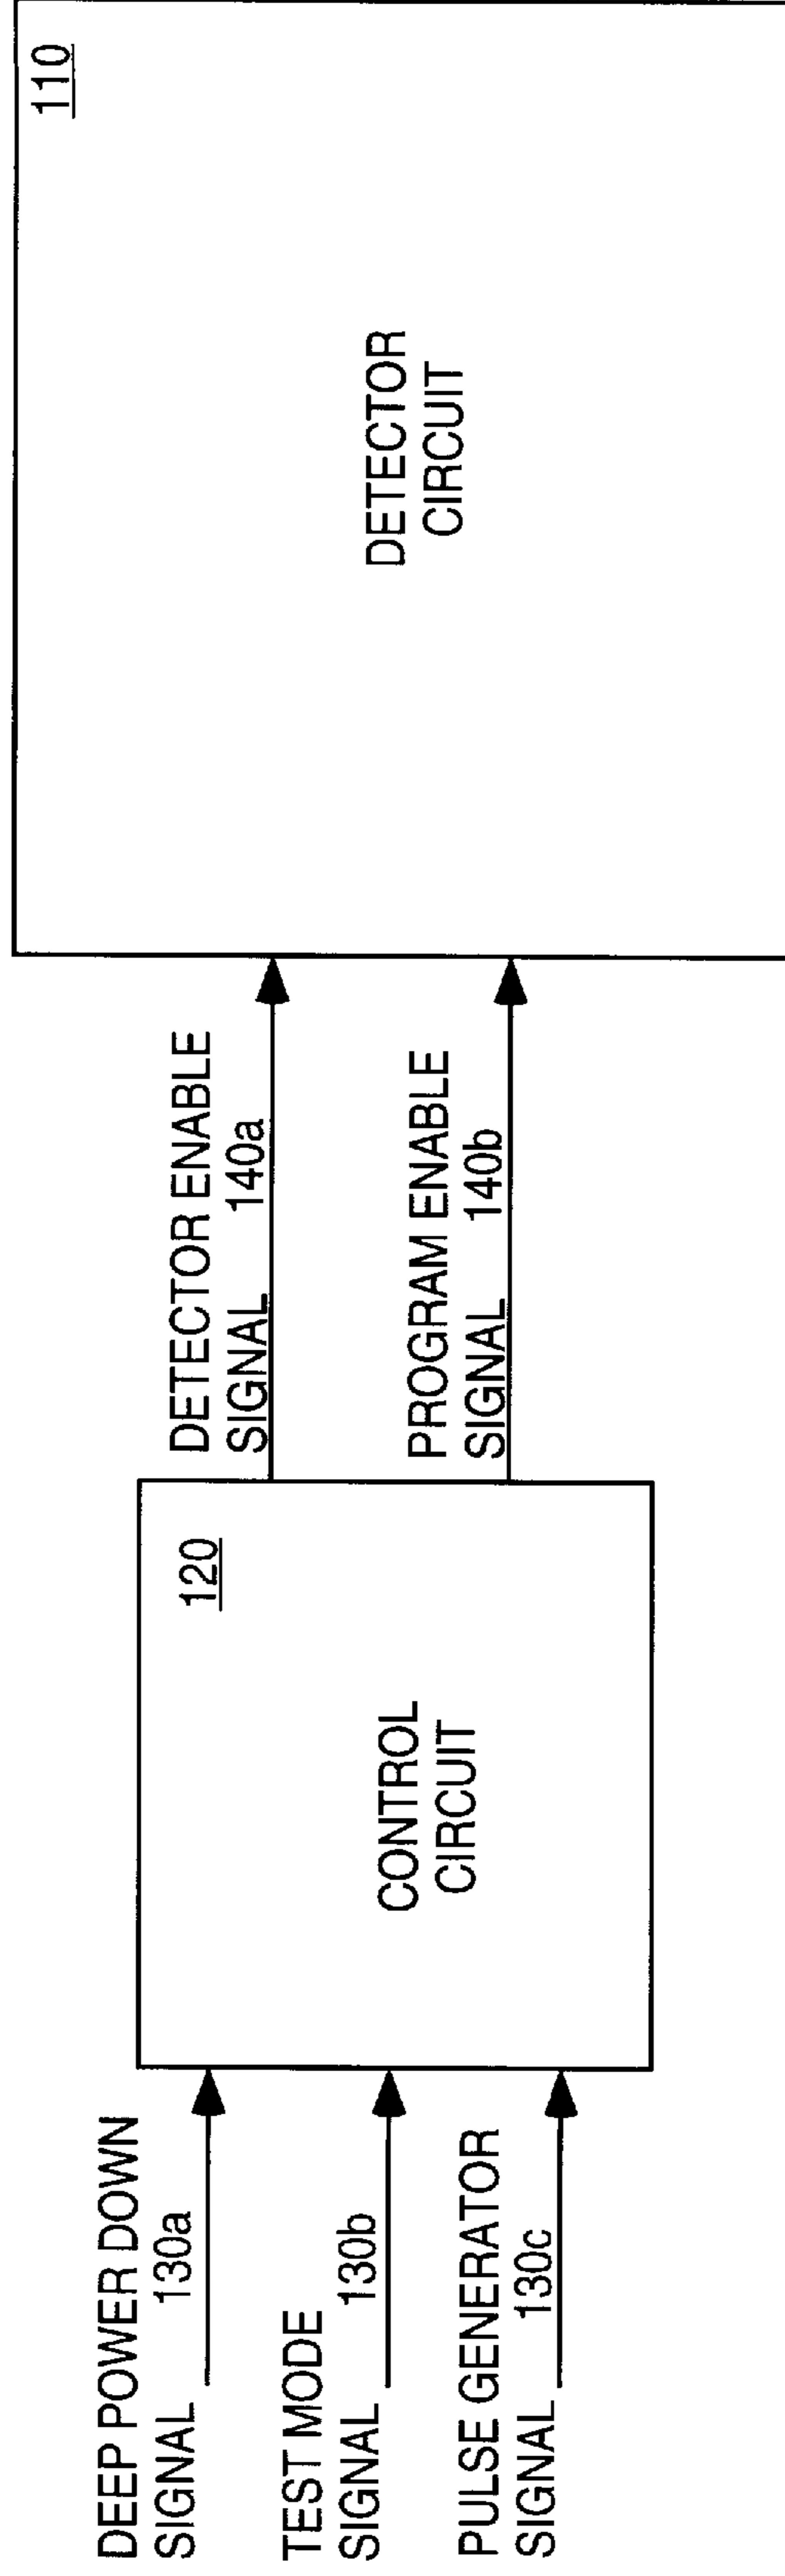 DEEP POWER DOWN
SIGNAL 130a
TEST MODE
SIGNAL 130b
PULSE GENERATOR
SIGNAL 130c
120
CONTROL
CIRCUIT
DETECTOR ENABLE
SIGNAL 140a
PROGRAM ENABLE
SIGNAL 140b
110
DETECTOR
CIRCUIT